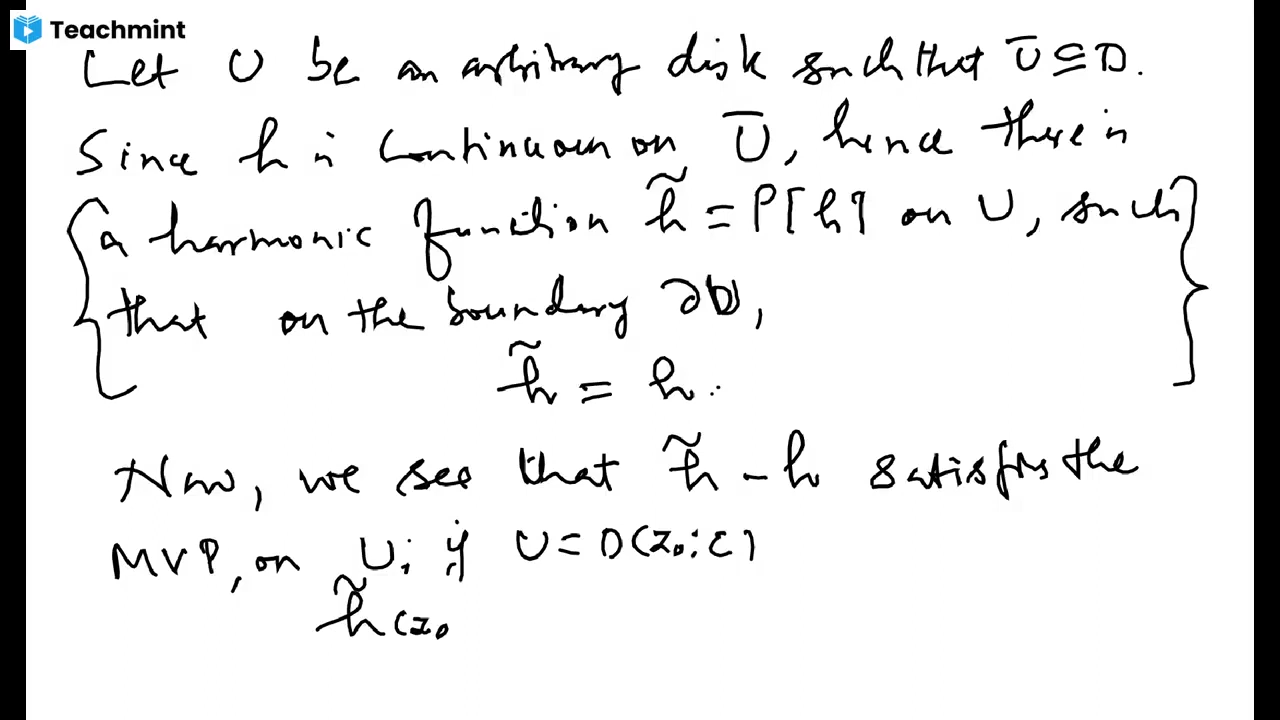 Teachmint
Let U be an arbitrary disk such that U̅ ⊆ D.
Since h is continuous on U̅, hence there is
a harmonic function h̃ = P[h] on U, such
that on the boundary ∂U,
h̃ = h.
Now, we see that h̃ - h satisfies the
MVP, on U; if U = D(z₀; ε)
h̃(z₀